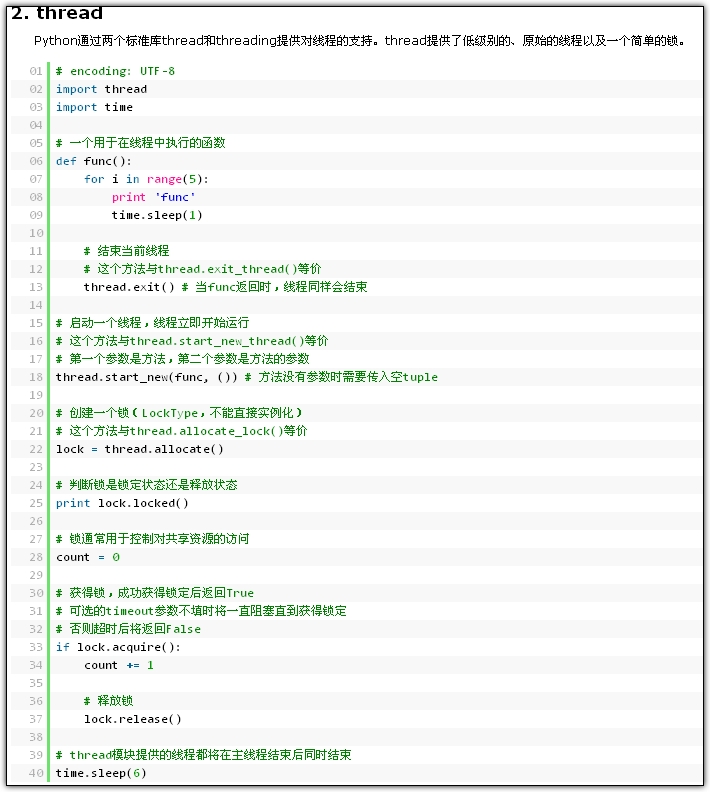 2. thread
Python通过两个标准库thread和threading提供对线程的支持。thread提供了低级别的、原始的线程以及一个简单的锁。
01 # encoding: UTF-8
02 import thread
03 import time
04
05 # 一个用于在线程中执行的函数
06 def func():
07     for i in range(5):
08         print 'func'
09         time.sleep(1)
10
11     # 结束当前线程
12     # 这个方法与thread.exit_thread()等价
13     thread.exit() # 当func返回时，线程同样会结束
14
15 # 启动一个线程，线程立即开始运行
16 # 这个方法与thread.start_new_thread()等价
17 # 第一个参数是方法，第二个参数是方法的参数
18 thread.start_new(func, ()) # 方法没有参数时需要传入空tuple
19
20 # 创建一个锁（LockType，不能直接实例化）
21 # 这个方法与thread.allocate_lock()等价
22 lock = thread.allocate()
23
24 # 判断锁是锁定状态还是释放状态
25 print lock.locked()
26
27 # 锁通常用于控制对共享资源的访问
28 count = 0
29
30 # 获得锁，成功获得锁定后返回True
31 # 可选的timeout参数不填时将一直阻塞直到获得锁定
32 # 否则超时后将返回False
33 if lock.acquire():
34     count += 1
35
36     # 释放锁
37     lock.release()
38
39 # thread模块提供的线程都将在主线程结束后同时结束
40 time.sleep(6)